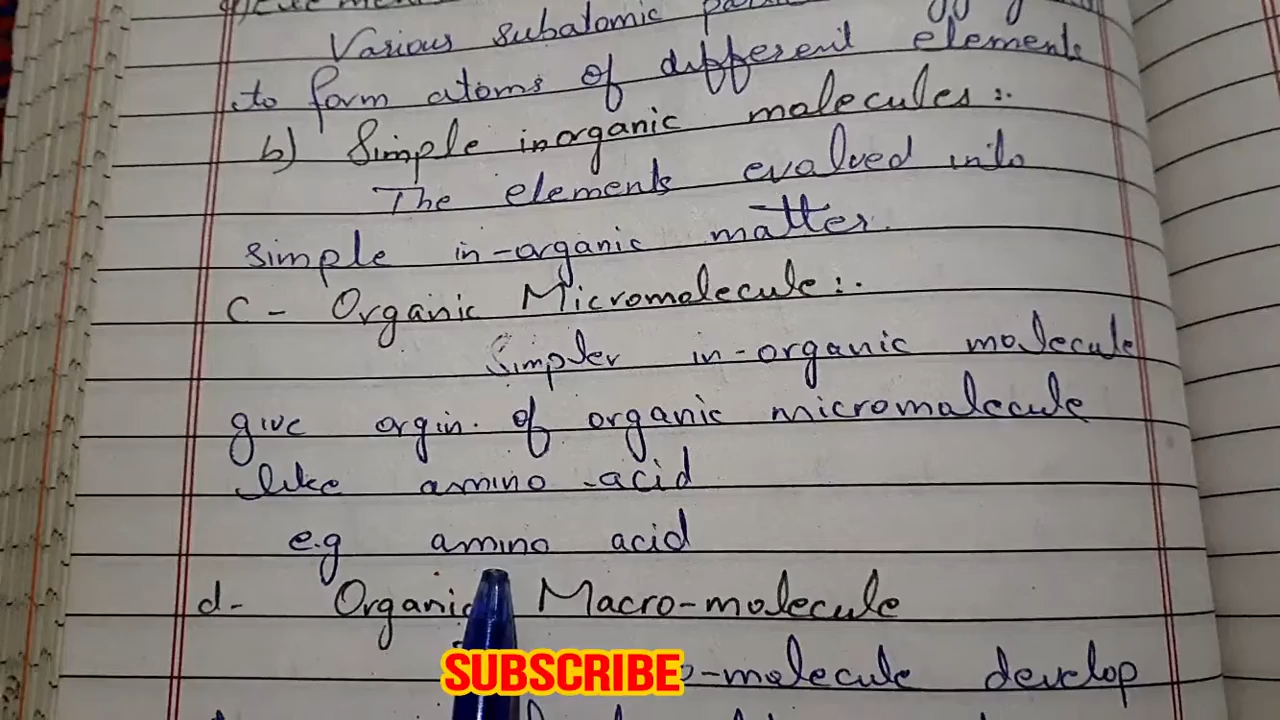 Various subatomic
to form atoms of different elements
b) Simple inorganic molecules :.
The elements evolved into
simple in-organic matter.
C - Organic Micromolecule :.
Simpler in-organic molecule
give orgin. of organic micromolecule
like amino-acid
e.g amino acid
d- Organic Macro-molecule
SUBSCRIBE -molecule develop